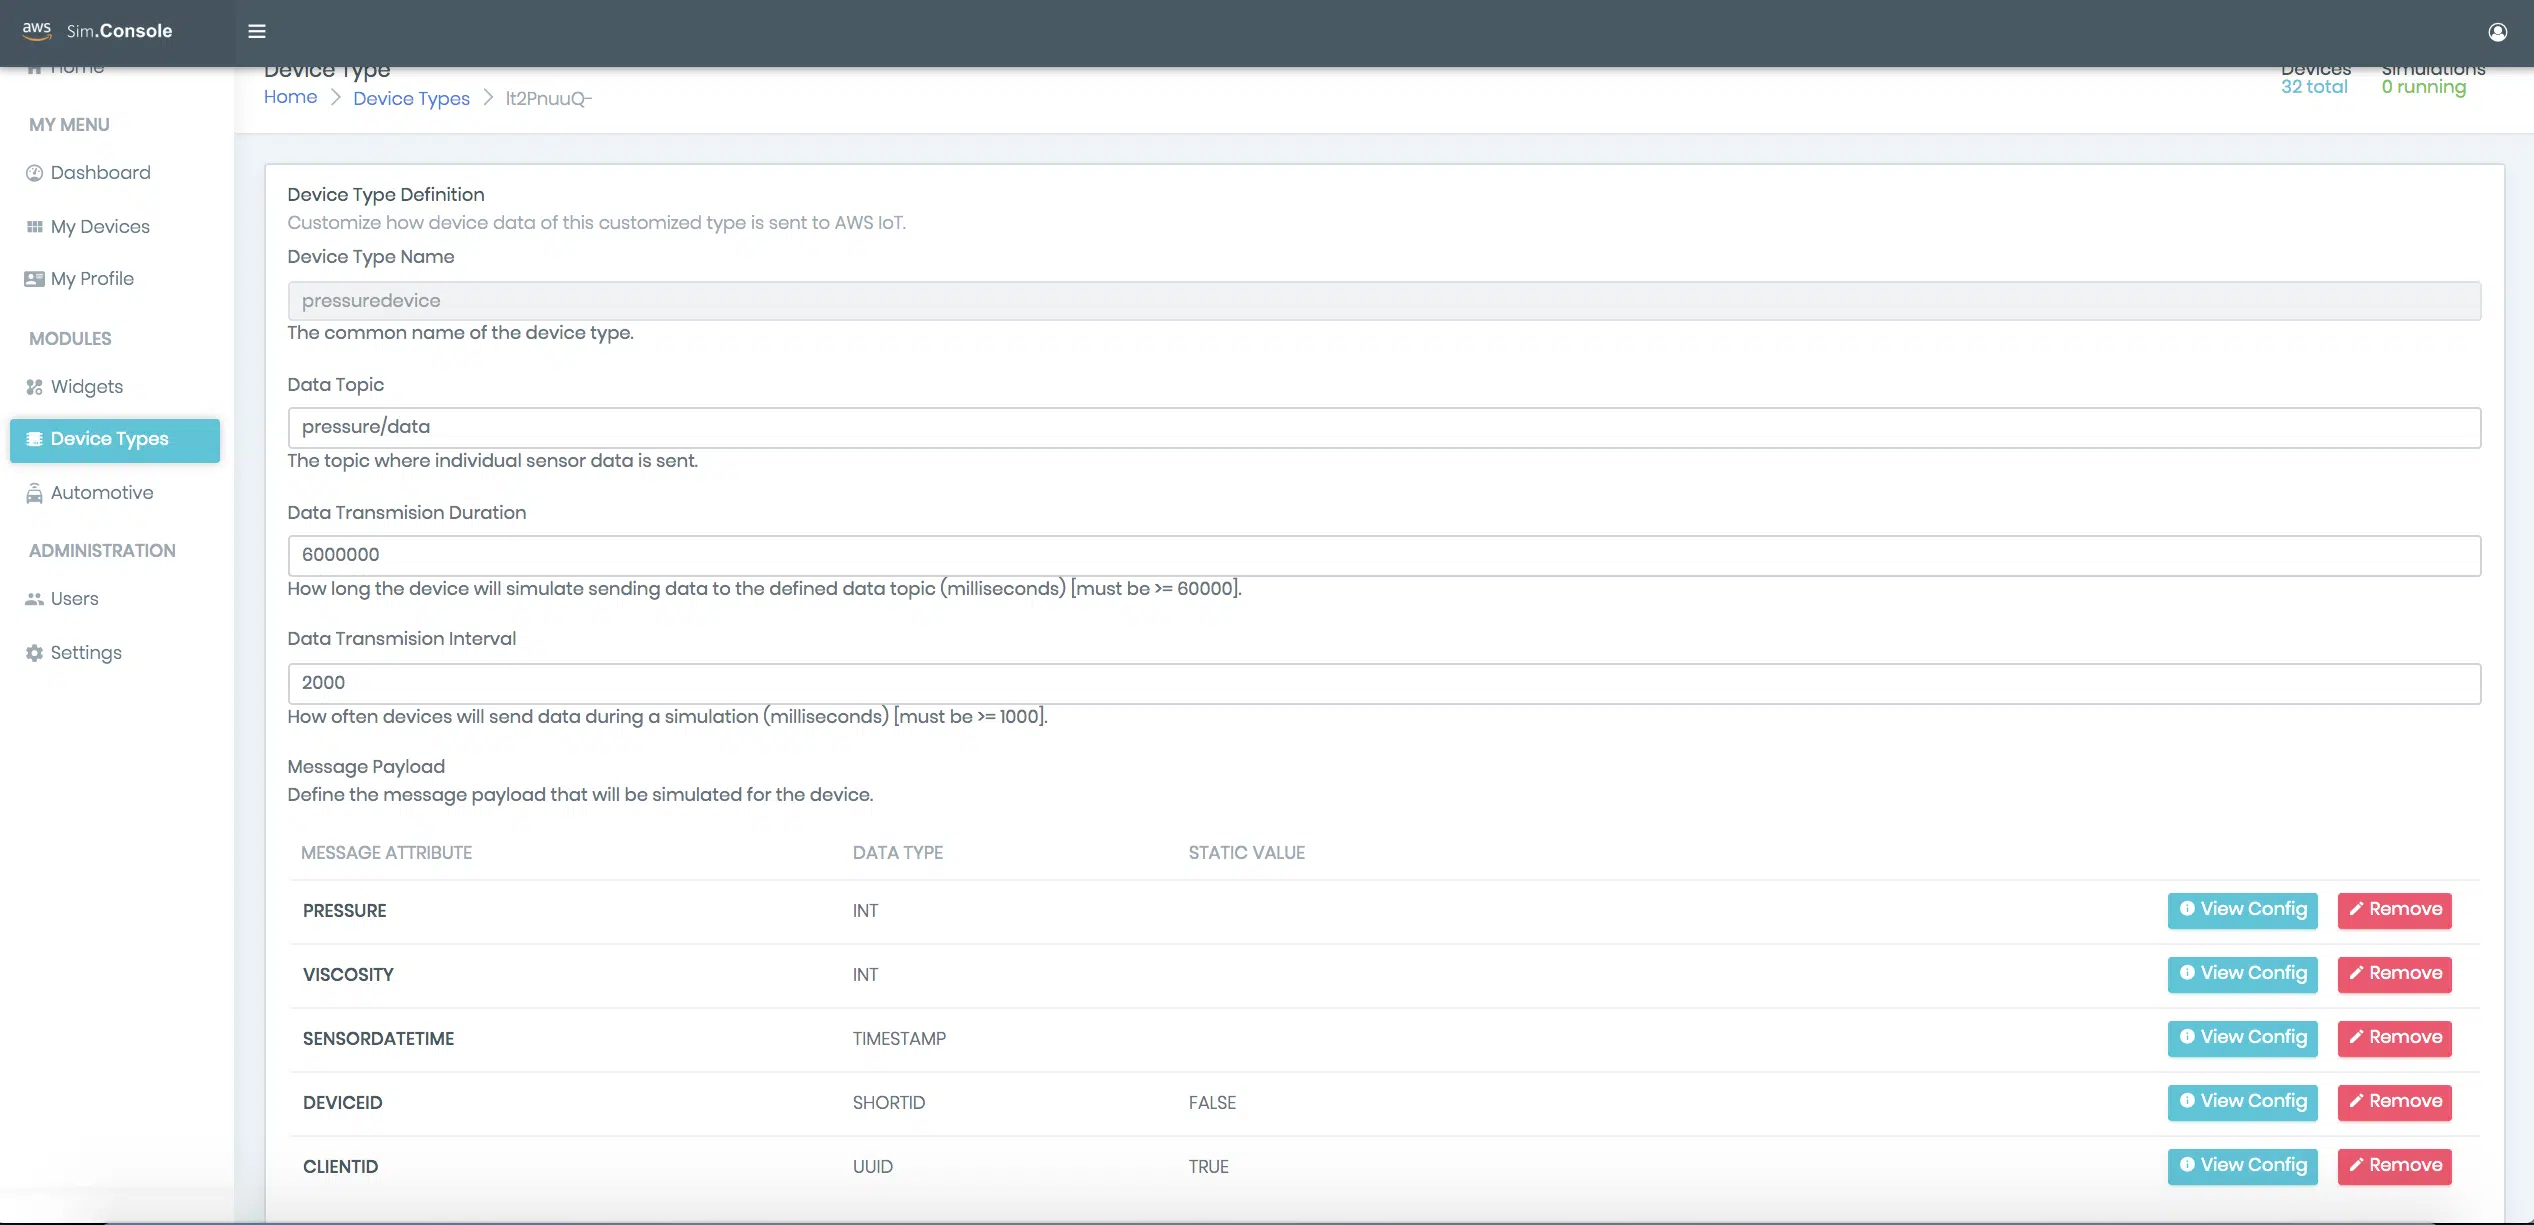 aws Sim.Console
Home
MY MENU
Dashboard
My Devices
My Profile
MODULES
Widgets
Device Types
Automotive
ADMINISTRATION
Users
Settings
Device Type
Home > Device Types > lt2PnuuQ-
Devices
32 total
Simulations
0 running
Device Type Definition
Customize how device data of this customized type is sent to AWS IoT.
Device Type Name
pressuredevice
The common name of the device type.
Data Topic
pressure/data
The topic where individual sensor data is sent.
Data Transmision Duration
6000000
How long the device will simulate sending data to the defined data topic (milliseconds) [must be >= 60000].
Data Transmision Interval
2000
How often devices will send data during a simulation (milliseconds) [must be >= 1000].
Message Payload
Define the message payload that will be simulated for the device.
MESSAGE ATTRIBUTE DATA TYPE STATIC VALUE
PRESSURE INT View Config Remove
VISCOSITY INT View Config Remove
SENSORDATETIME TIMESTAMP View Config Remove
DEVICEID SHORTID FALSE View Config Remove
CLIENTID UUID TRUE View Config Remove